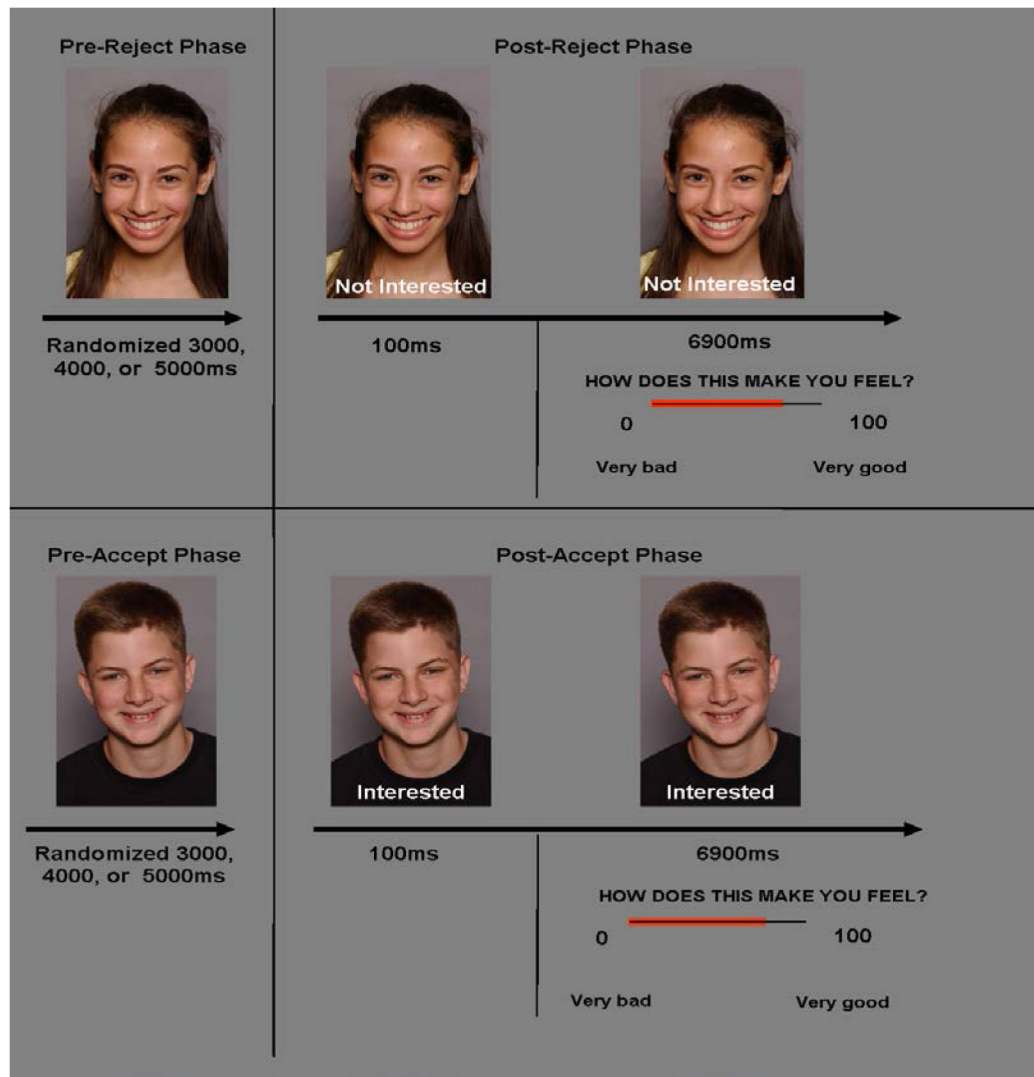 Pre-Reject Phase
Post-Reject Phase
Not Interested
Not Interested
Randomized 3000,
4000, or 5000ms
100ms
6900ms
HOW DOES THIS MAKE YOU FEEL?
0
100
Very bad
Very good
Pre-Accept Phase
Post-Accept Phase
Interested
Interested
Randomized 3000,
4000, or 5000ms
100ms
6900ms
HOW DOES THIS MAKE YOU FEEL?
0
100
Very bad
Very good